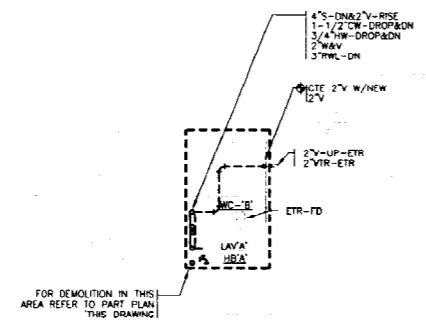 4"S-DN&2"V-RISE
1-1/2"CW-DROP&DN
3/4"HW-DROP&DN
2"W&V
3"RWL-DN
CTE 2"V W/NEW
2"V
2"V-UP-ETR
2"VTR-ETR
WC-'B'
ETR-FD
LAV'A'
HB'A'
FOR DEMOLITION IN THIS
AREA REFER TO PART PLAN
THIS DRAWING